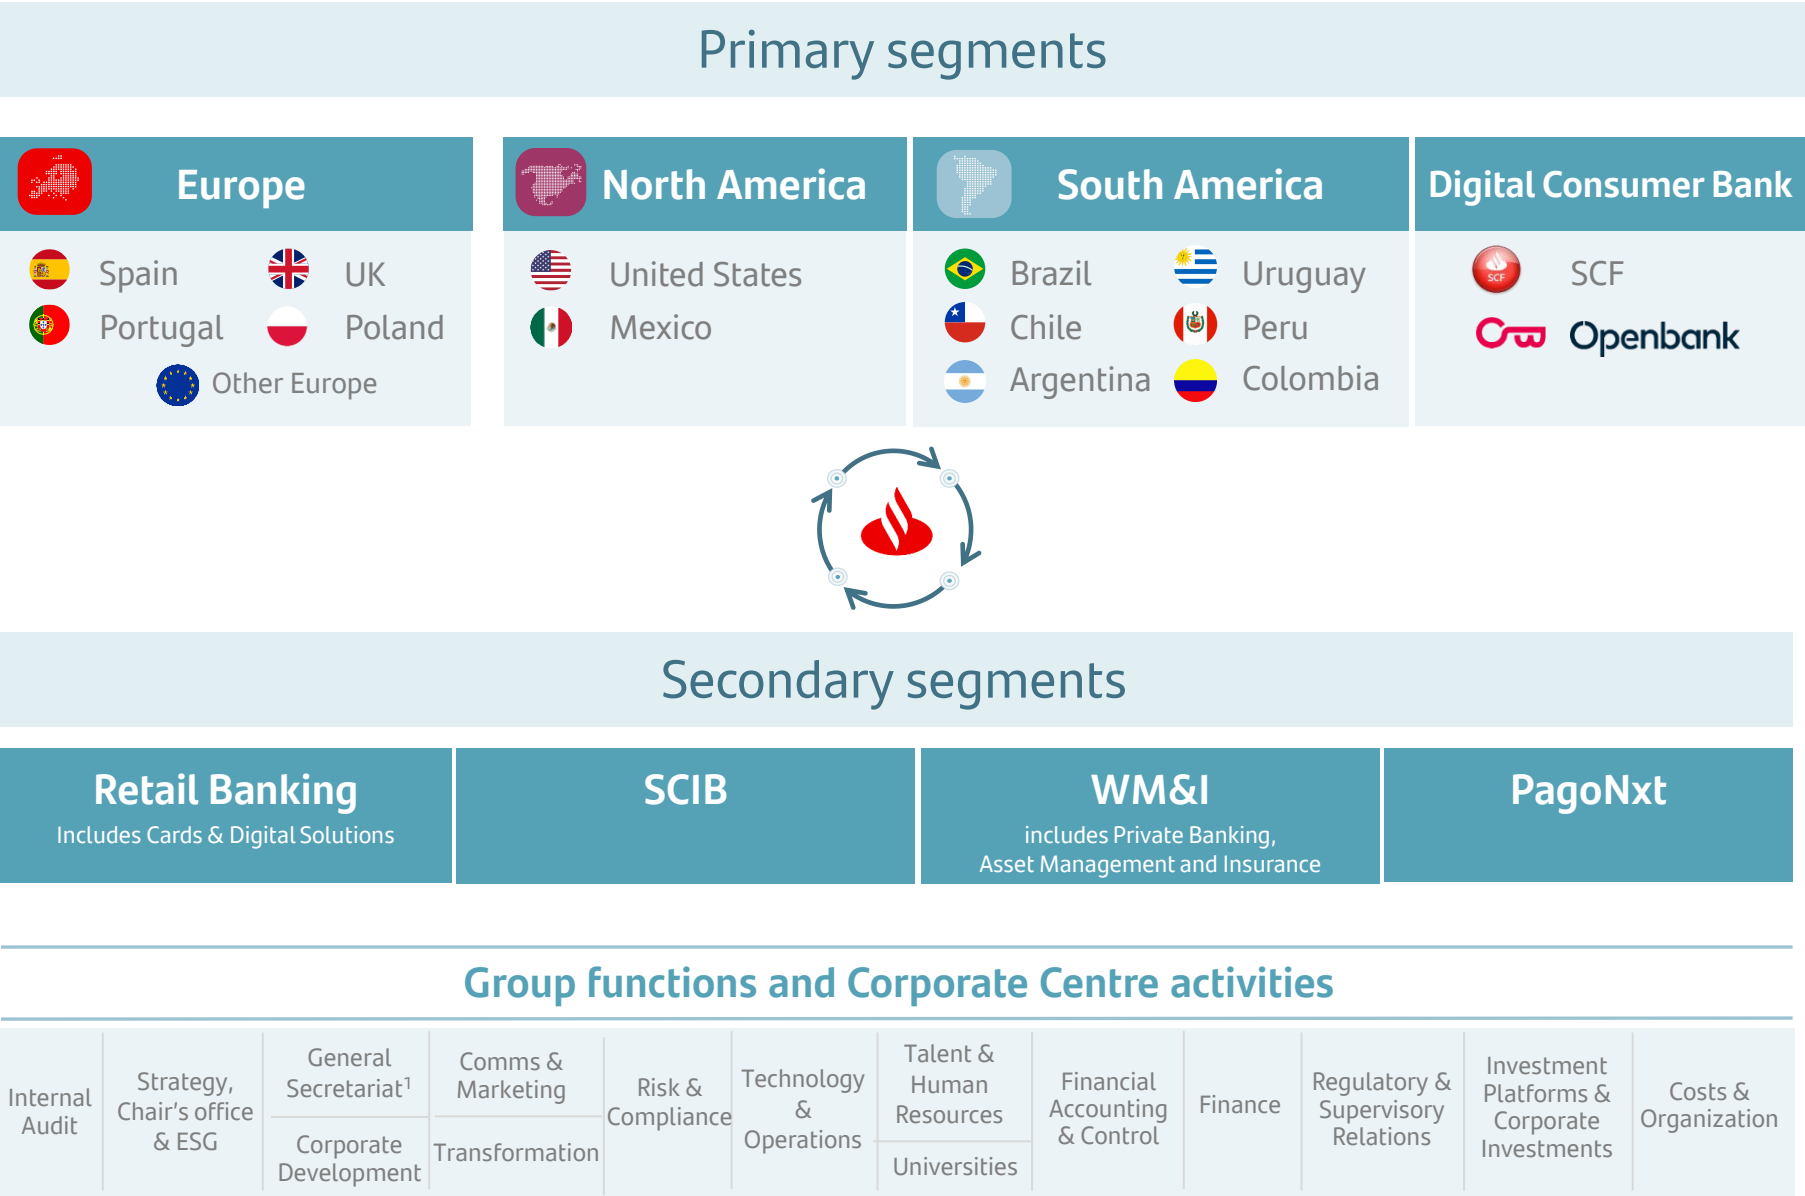 Primary segments
Europe
North America
South America
Digital Consumer Bank
Spain
UK
Portugal
Poland
Other Europe
United States
Mexico
Brazil
Uruguay
Chile
Peru
Argentina
Colombia
SCF
SCF
Openbank
Secondary segments
Retail Banking
Includes Cards & Digital Solutions
SCIB
WM&I
includes Private Banking,
Asset Management and Insurance
PagoNxt
Group functions and Corporate Centre activities
Internal
Audit
Strategy,
Chair's office
& ESG
General
Secretariat¹
Corporate
Development
Comms &
Marketing
Transformation
Risk &
Compliance
Technology
&
Operations
Talent &
Human
Resources
Universities
Financial
Accounting
& Control
Finance
Regulatory &
Supervisory
Relations
Investment
Platforms &
Corporate
Investments
Costs &
Organization